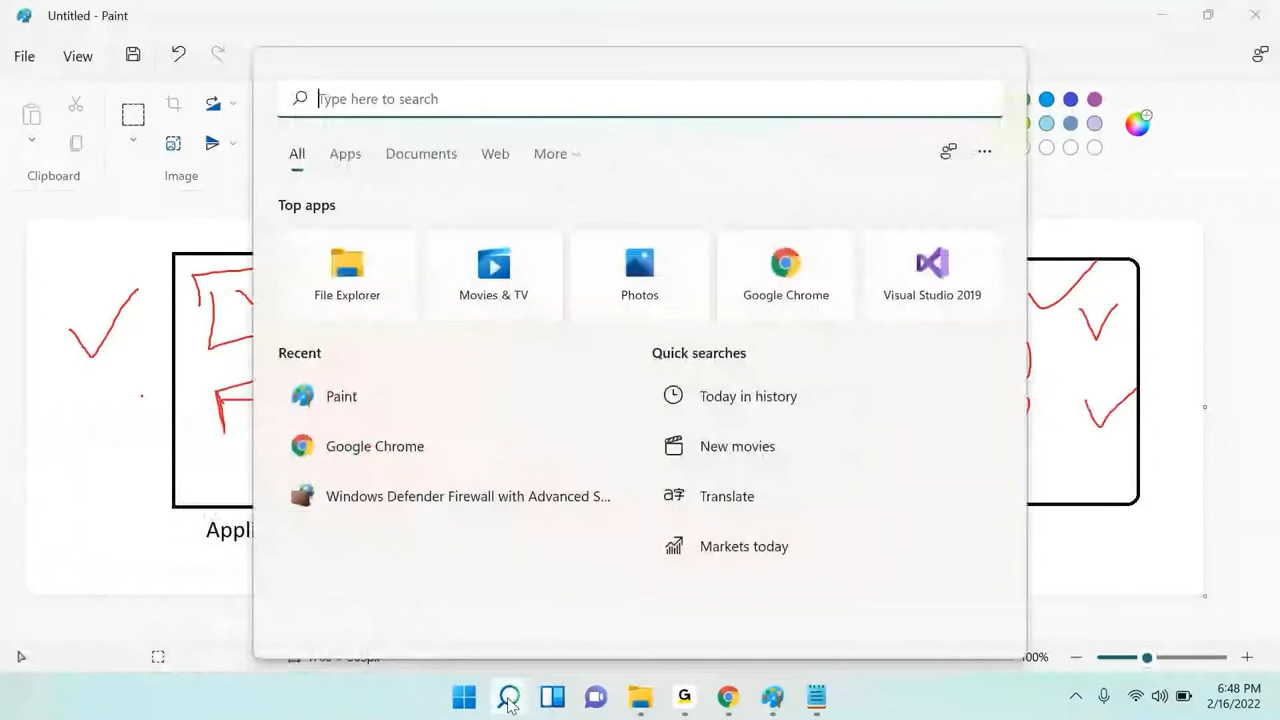 Untitled - Paint
File View
Type here to search
All Apps Documents Web More
Clipboard Image
Top apps
File Explorer Movies & TV Photos Google Chrome Visual Studio 2019
Recent Quick searches
Paint Today in history
Google Chrome New movies
Windows Defender Firewall with Advanced S... Translate
Appli
Markets today
100%
6:48 PM
2/16/2022